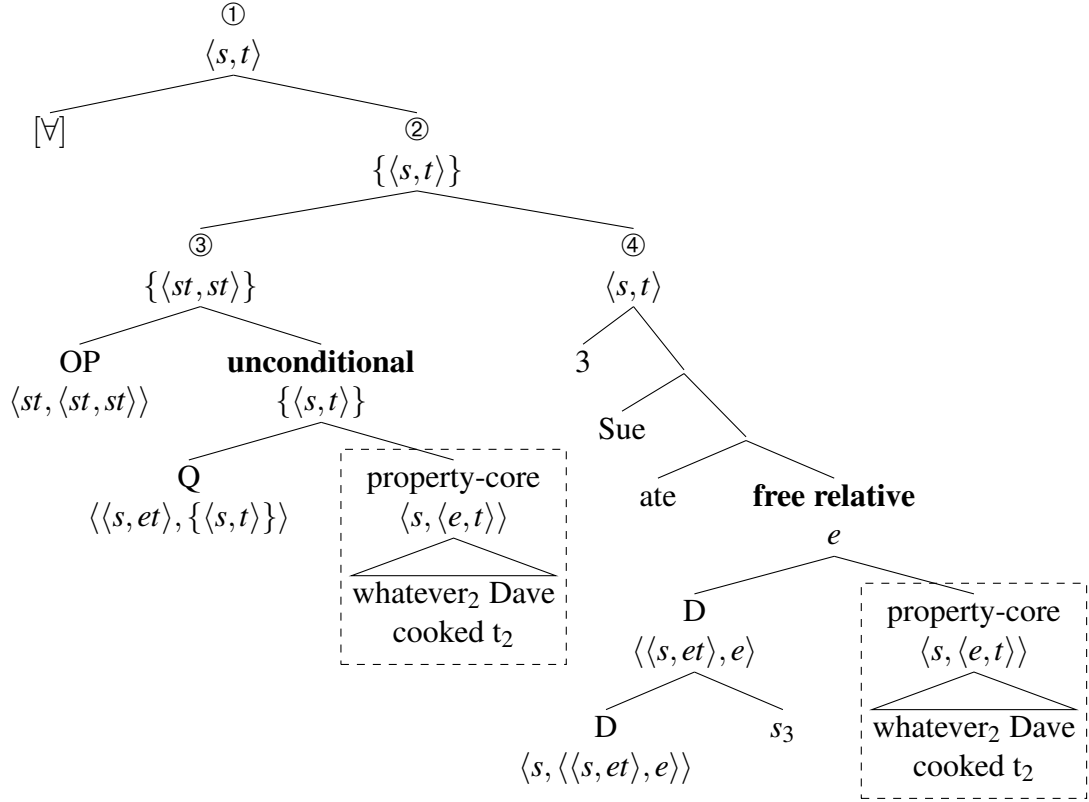 ①
⟨s,t⟩
[∀]
②
{⟨s,t⟩}
③
④
{⟨st,st⟩}
⟨s,t⟩
OP
unconditional
3
⟨st,⟨st,st⟩⟩
{⟨s,t⟩}
Sue
Q
property-core
ate
free relative
⟨⟨s,et⟩,{⟨s,t⟩}⟩
⟨s,⟨e,t⟩⟩
e
whatever₂ Dave
cooked t₂
D
property-core
⟨⟨s,et⟩,e⟩
⟨s,⟨e,t⟩⟩
D
s₃
whatever₂ Dave
⟨s,⟨⟨s,et⟩,e⟩⟩
cooked t₂